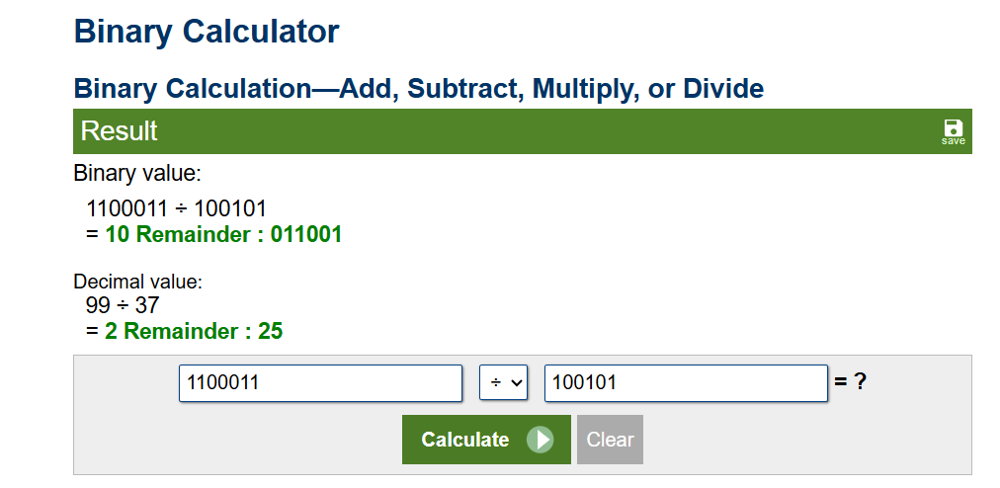 Binary Calculator
Binary Calculation—Add, Subtract, Multiply, or Divide
Result
save
Binary value:
1100011 ÷ 100101
= 10 Remainder : 011001
Decimal value:
99 ÷ 37
= 2 Remainder : 25
1100011 ÷ 100101 = ?
Calculate Clear